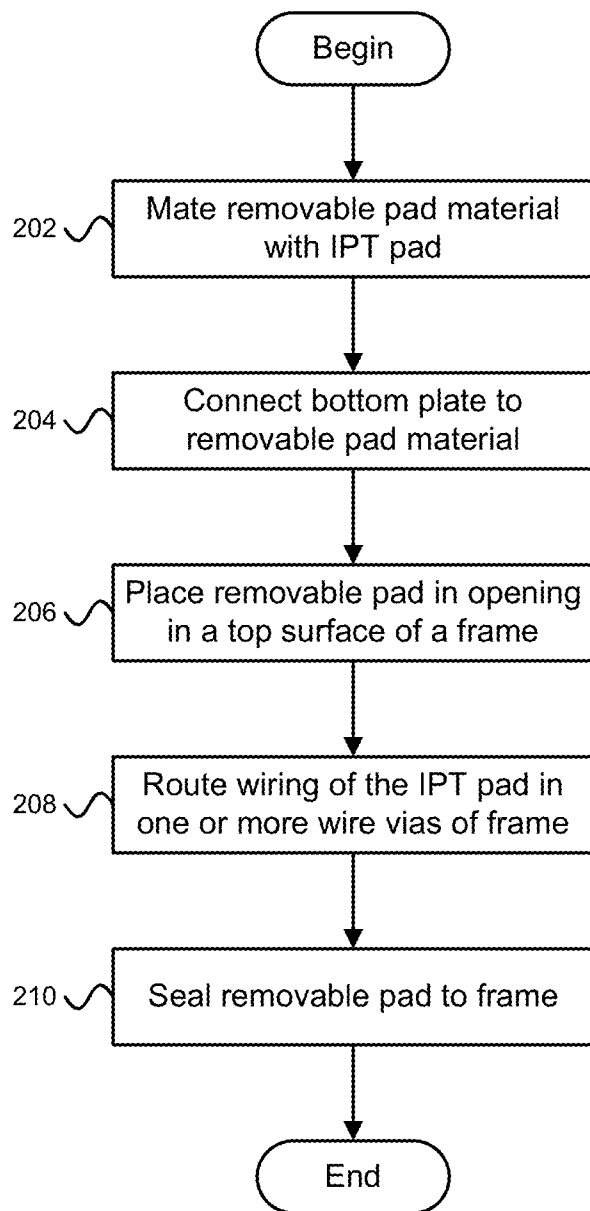 Begin
202
Mate removable pad material
with IPT pad
204
Connect bottom plate to
removable pad material
206
Place removable pad in opening
in a top surface of a frame
208
Route wiring of the IPT pad in
one or more wire vias of frame
210
Seal removable pad to frame
End